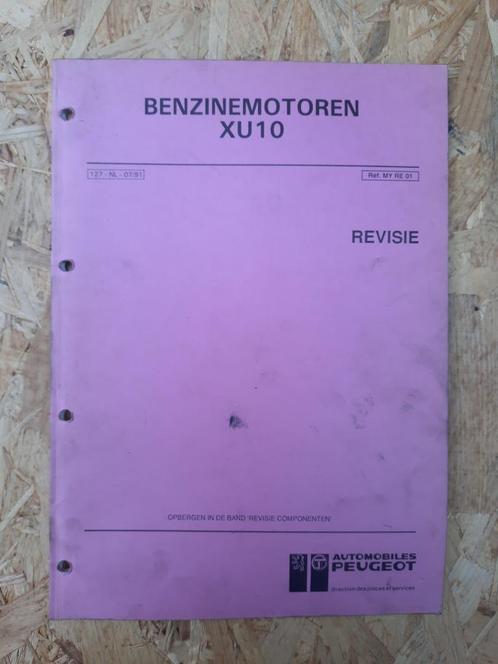 BENZINEMOTOREN
XU10
127 - NL - 07/91
Ref. MY RE 01
REVISIE
OPBERGEN IN DE BAND 'REVISIE COMPONENTEN'
AUTOMOBILES
PEUGEOT
direction des pièces et services